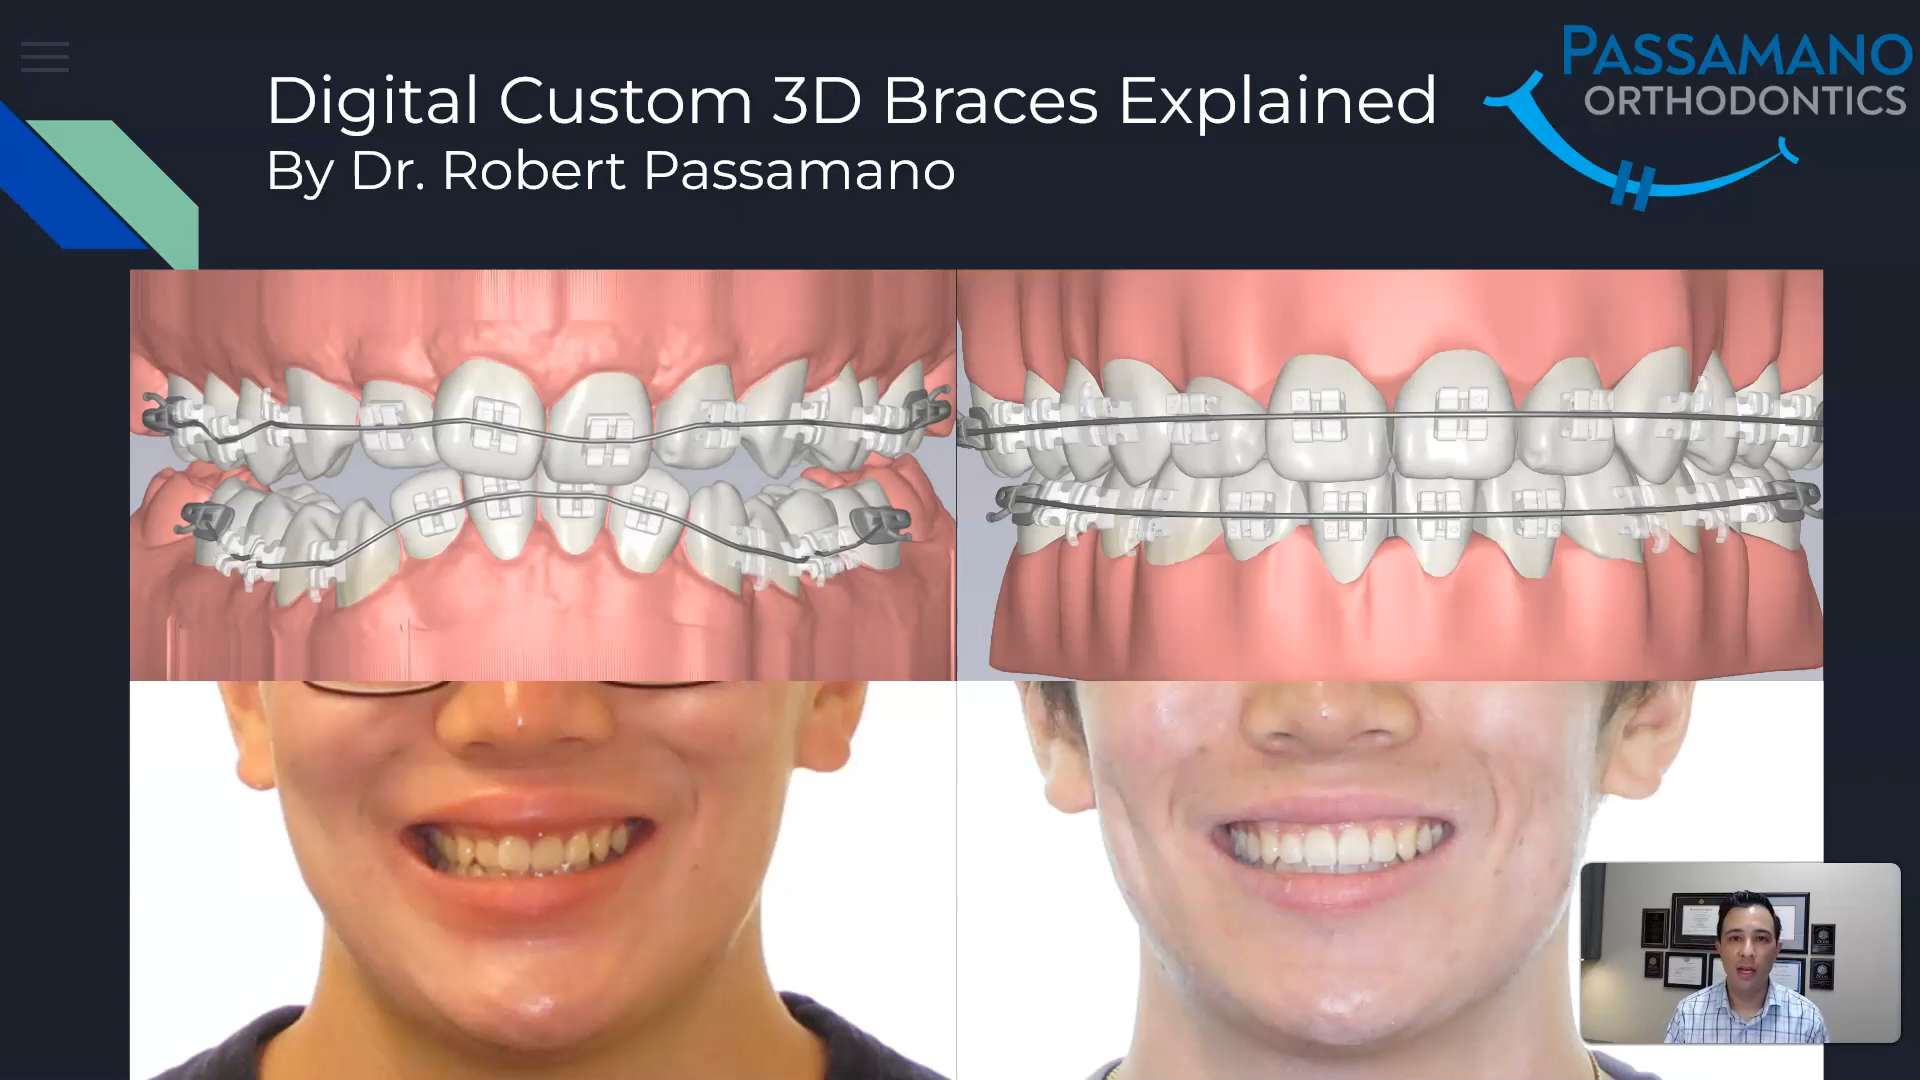 Digital Custom 3D Braces Explained
By Dr. Robert Passamano
PASSAMANO
ORTHODONTICS